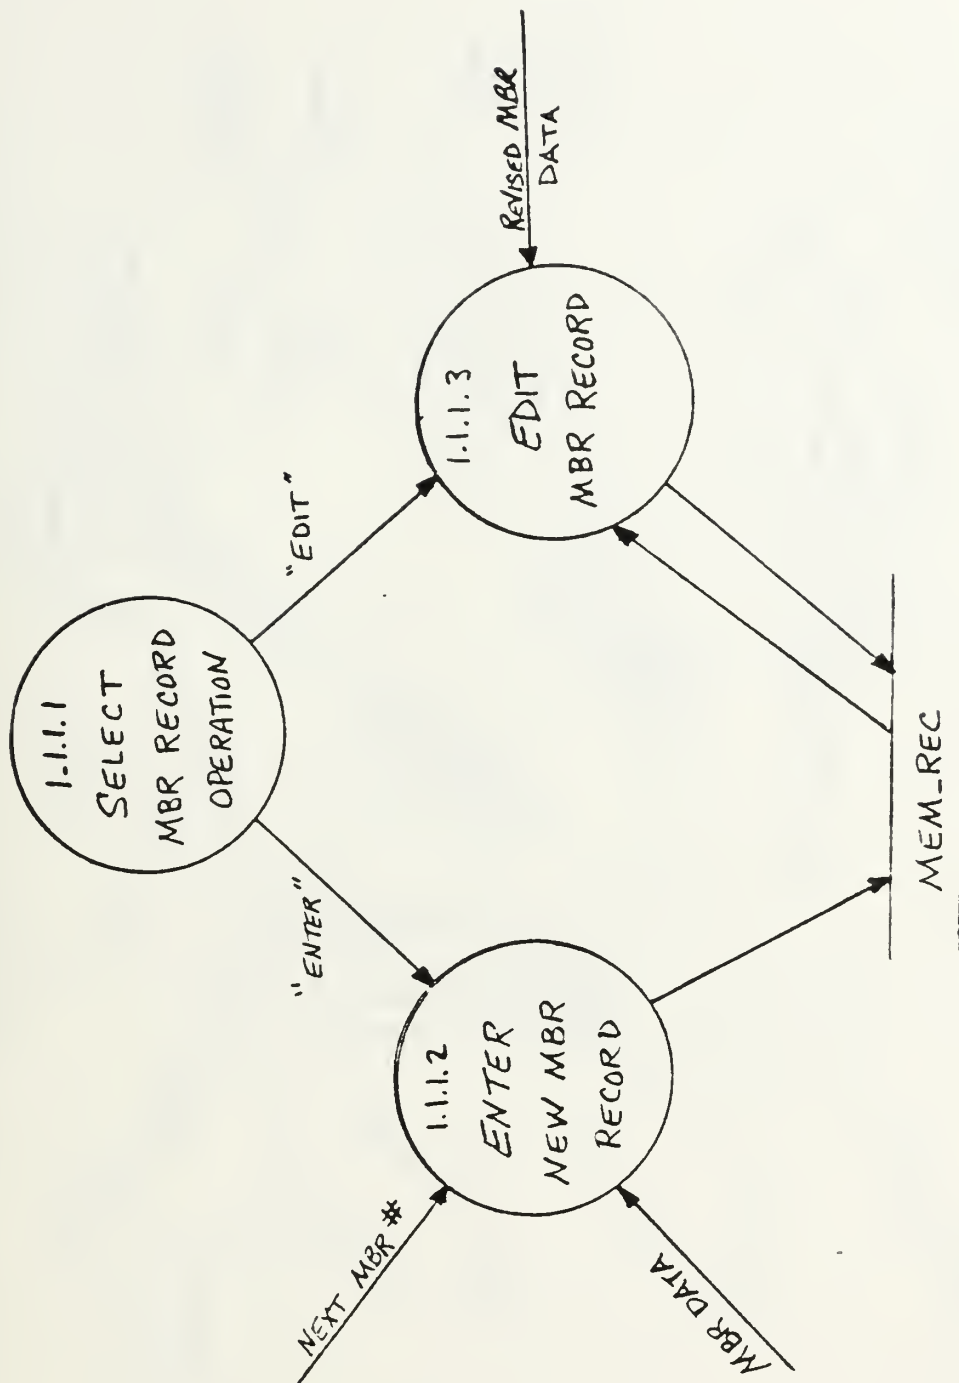 1.1.1.1
SELECT
MBR RECORD
OPERATION
"ENTER"
"EDIT"
NEXT MBR #
1.1.1.2
ENTER
NEW MBR
RECORD
MBR DATA
1.1.1.3
EDIT
MBR RECORD
REVISED MBR
DATA
MEM_REC